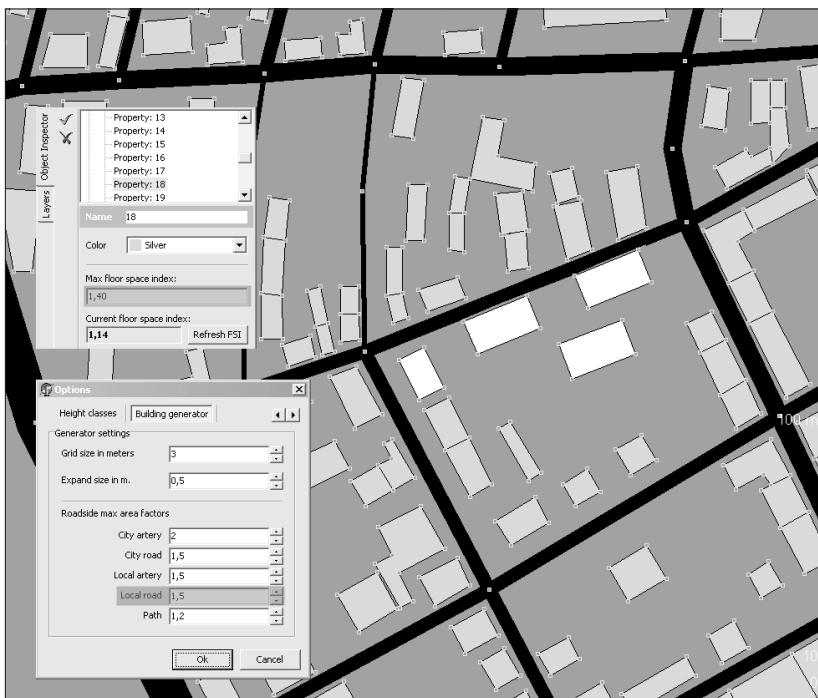 Object Inspector
Layers
Property: 13
Property: 14
Property: 15
Property: 16
Property: 17
Property: 18
Property: 19
Name 18
Color Silver
Max floor space index:
1,40
Current floor space index:
1,14 Refresh FSI
Options
Height classes Building generator
Generator settings
Grid size in meters 3
Expand size in m. 0,5
Roadside max area factors
City artery 2
City road 1,5
Local artery 1,5
Local road 1,5
Path 1,2
Ok Cancel
100 m